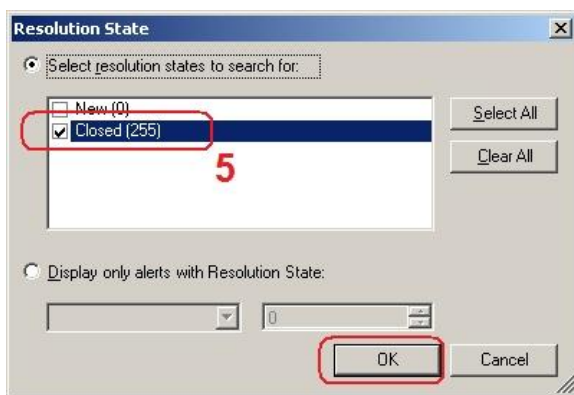 Resolution State
Select resolution states to search for:
New (0)
Closed (255)
5
Select All
Clear All
Display only alerts with Resolution State:
0
OK
Cancel